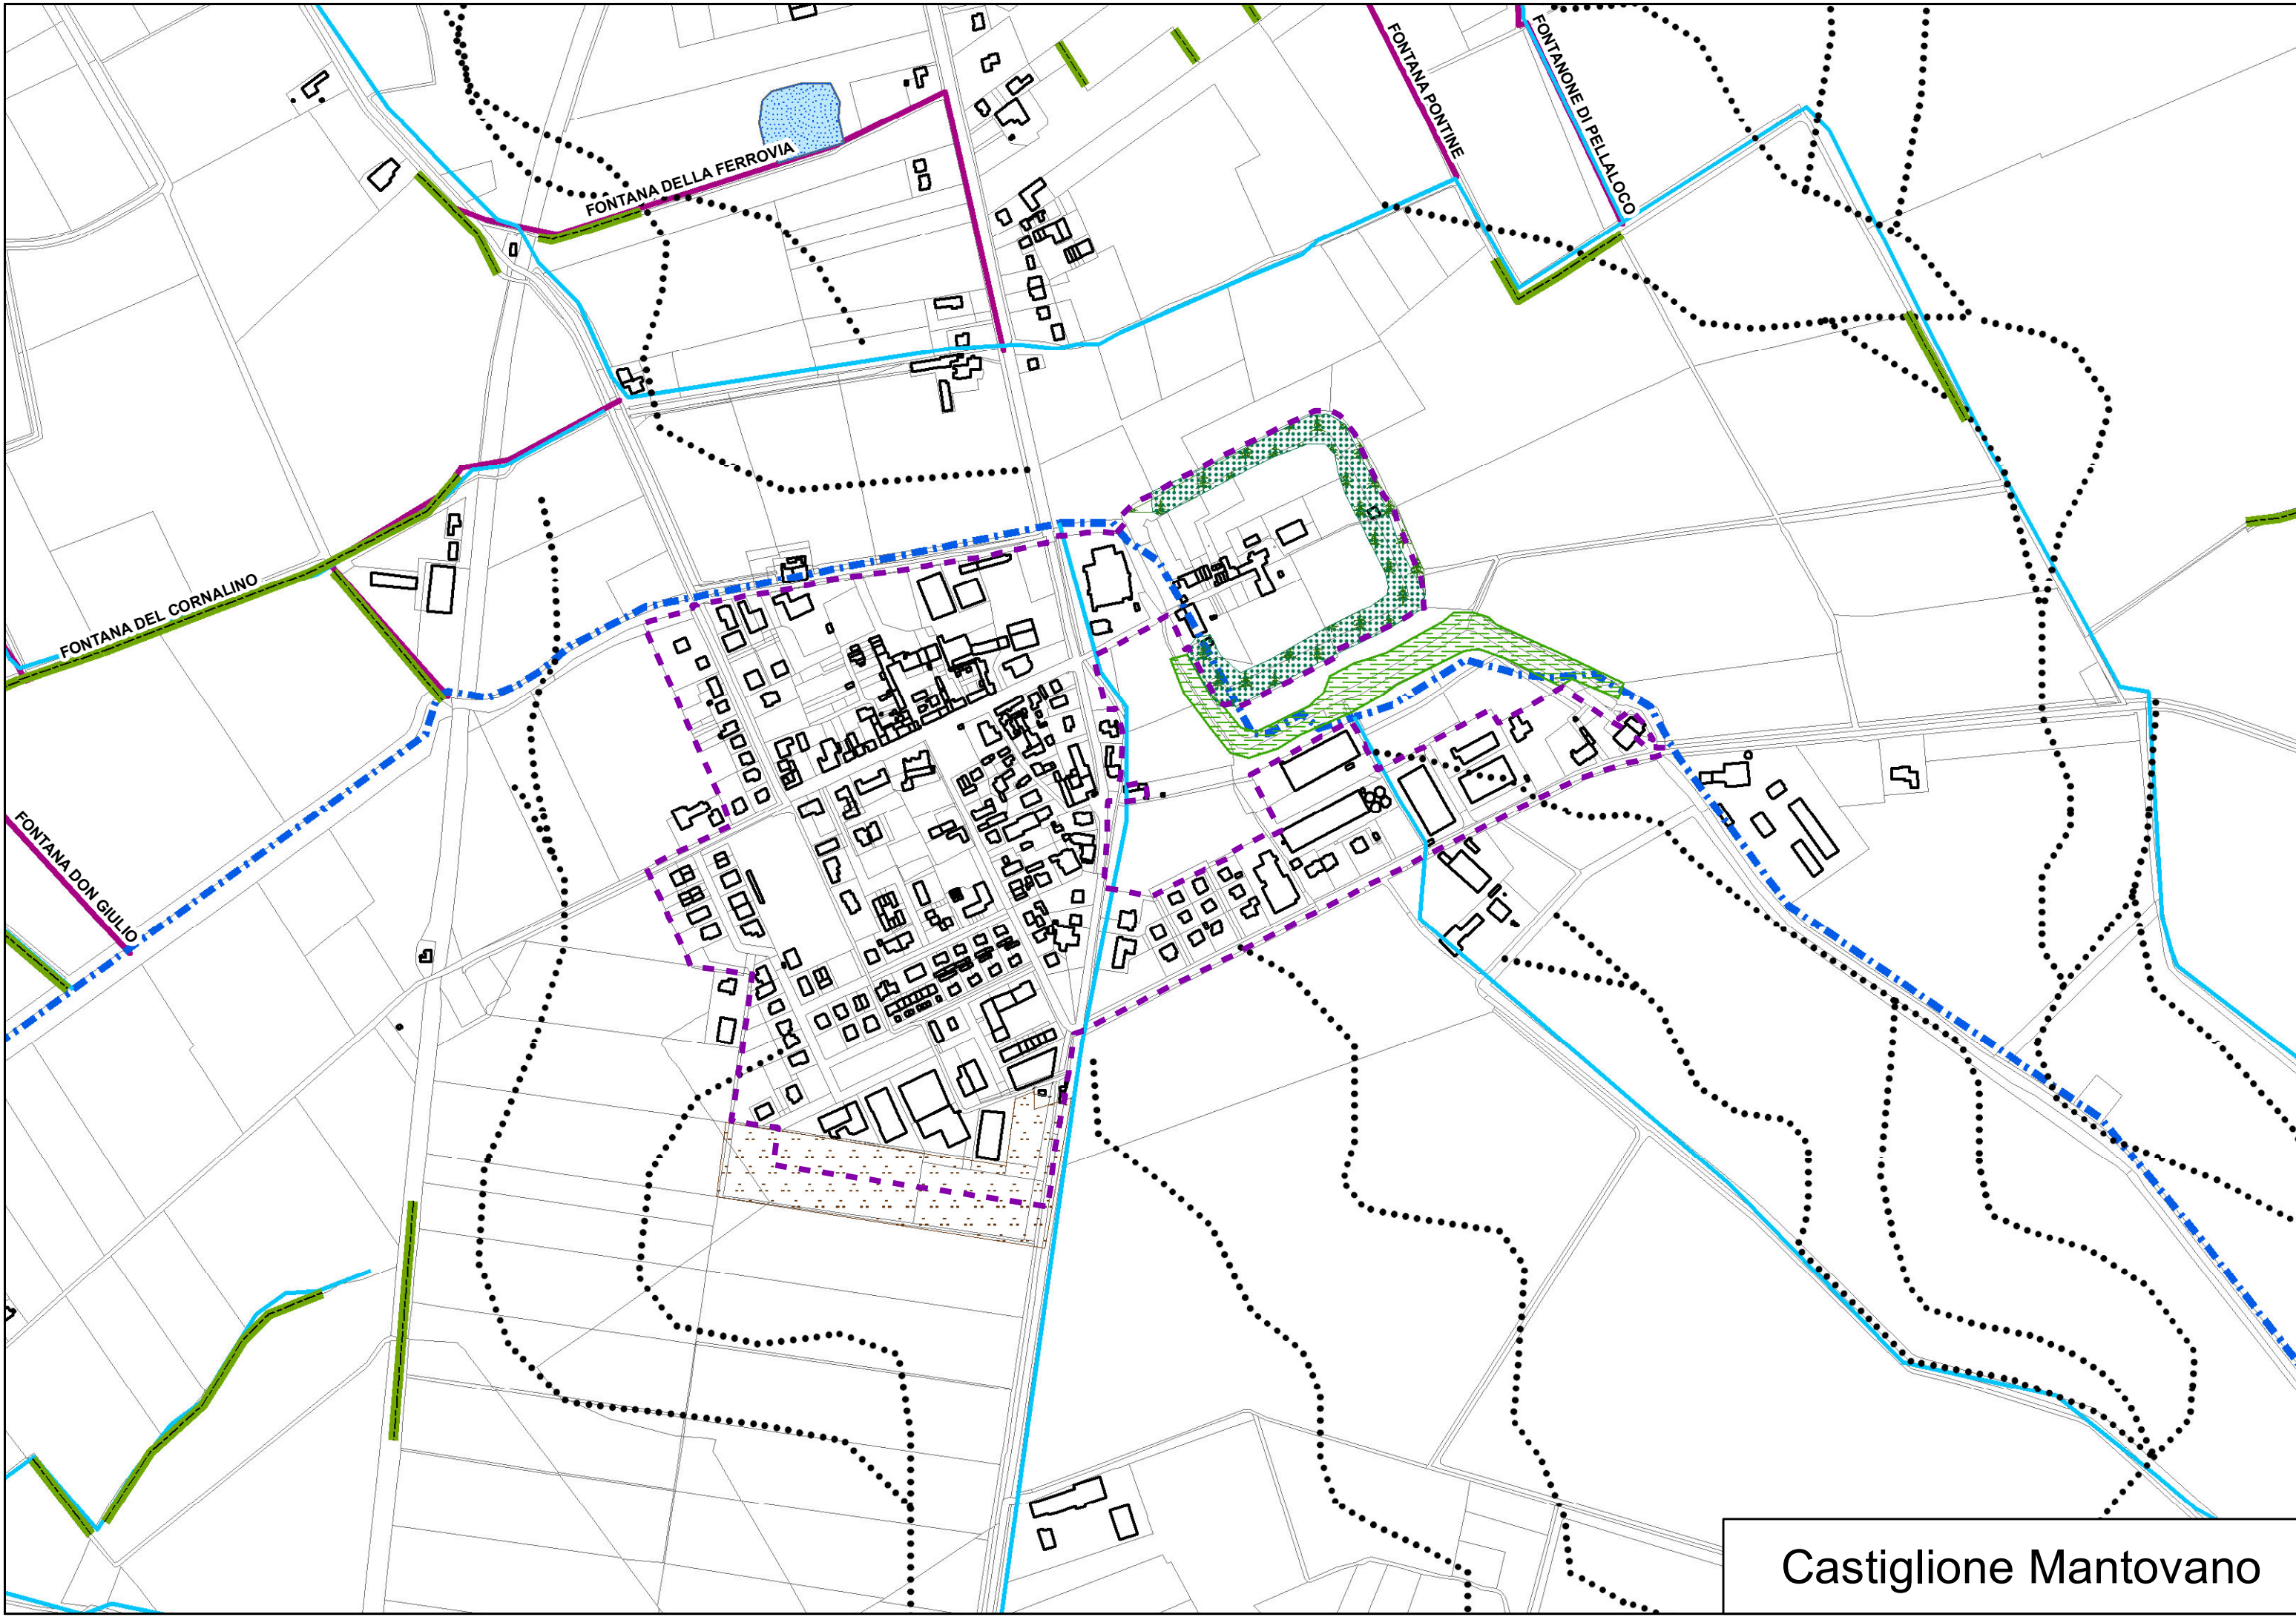 FONTANA PONTINE
FONTANONE DI PELLALOCO
FONTANA DELLA FERROVIA
FONTANA DEL CORNALINO
FONTANA DON GIULIO
Castiglione Mantovano